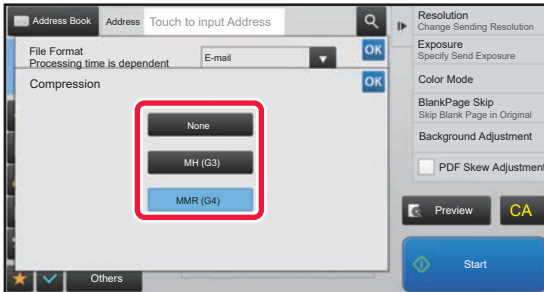 Address Book
Address
Touch to input Address
File Format
Processing time is dependent
E-mail
OK
Compression
OK
None
MH (G3)
MMR (G4)
Others
Resolution
Change Sending Resolution
Exposure
Specify Send Exposure
Color Mode
BlankPage Skip
Skip Blank Page in Original
Background Adjustment
PDF Skew Adjustment
Preview
CA
Start